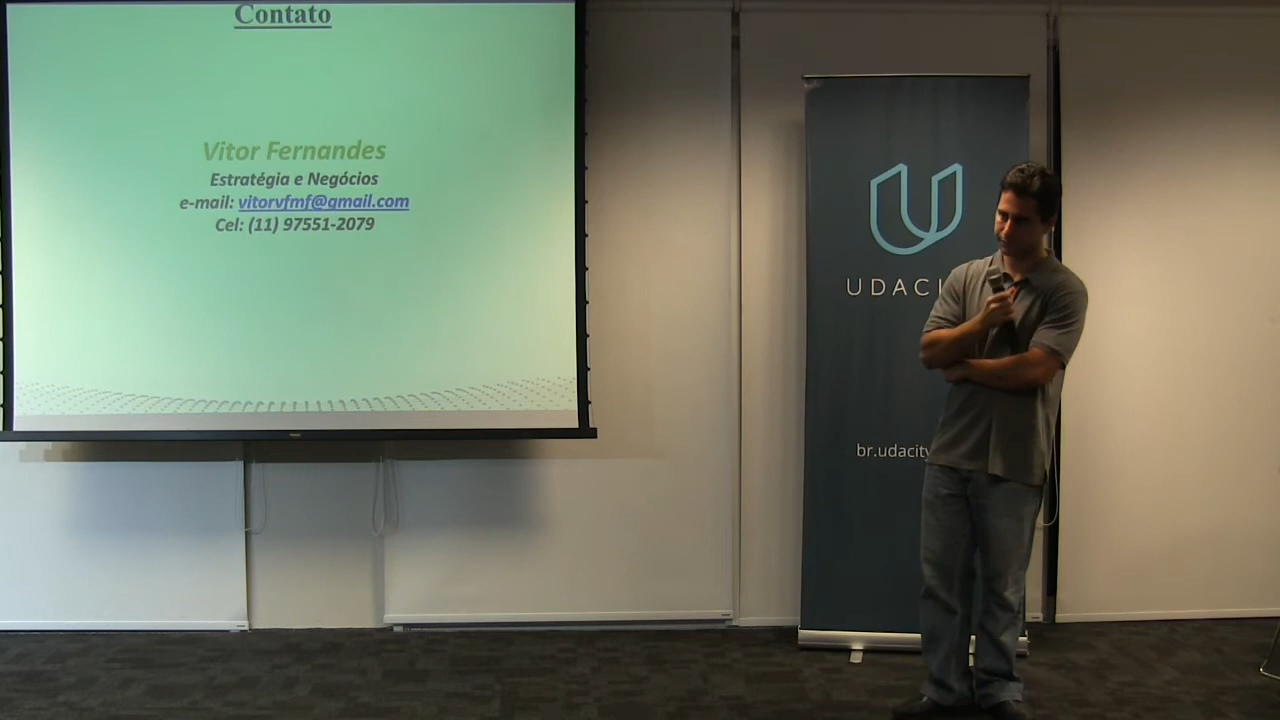 Contato
Vitor Fernandes
Estratégia e Negócios
e-mail: vitorvfmf@gmail.com
Cel: (11) 97551-2079
UDACI
br.udacity